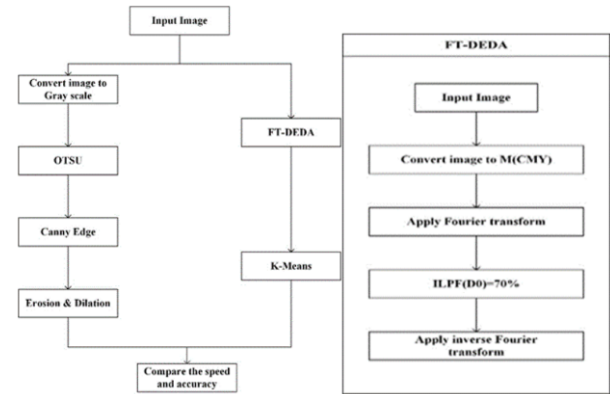 Input Image
Convert image to
Gray scale
OTSU
Canny Edge
Erosion & Dilation
FT-DEDA
K-Means
Compare the speed
and accuracy
FT-DEDA
Input Image
Convert image to M(CMY)
Apply Fourier transform
ILPF(D0)=70%
Apply inverse Fourier
transform